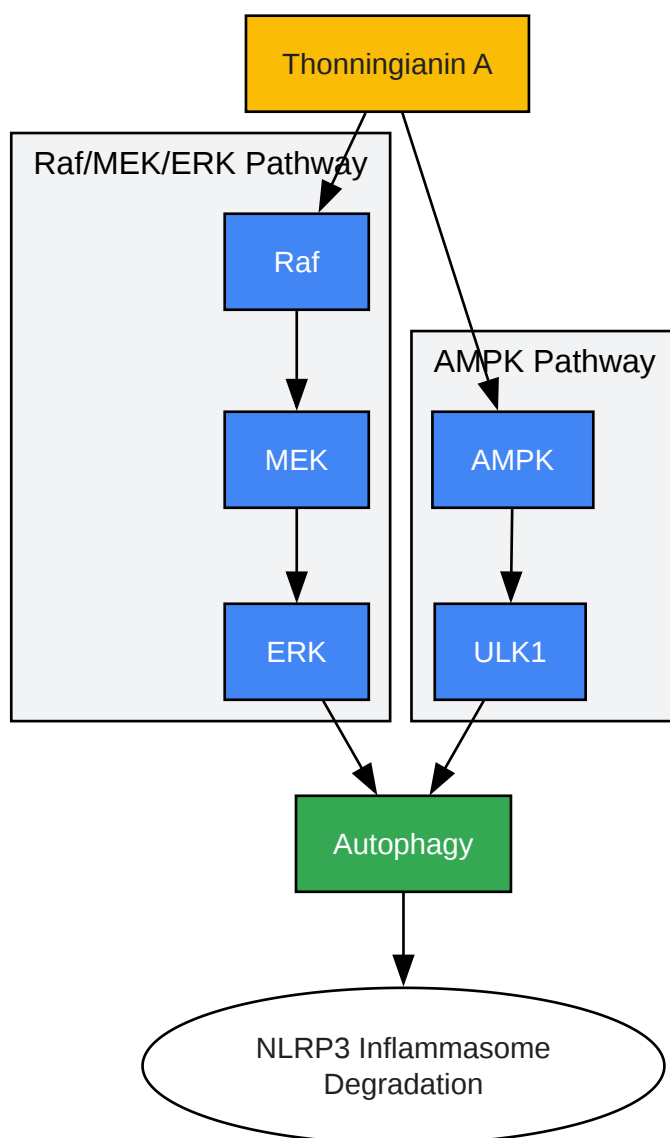 Thonningianin A
Raf/MEK/ERK Pathway
Raf
AMPK Pathway
MEK
AMPK
ERK
ULK1
Autophagy
NLRP3 Inflammasome
Degradation